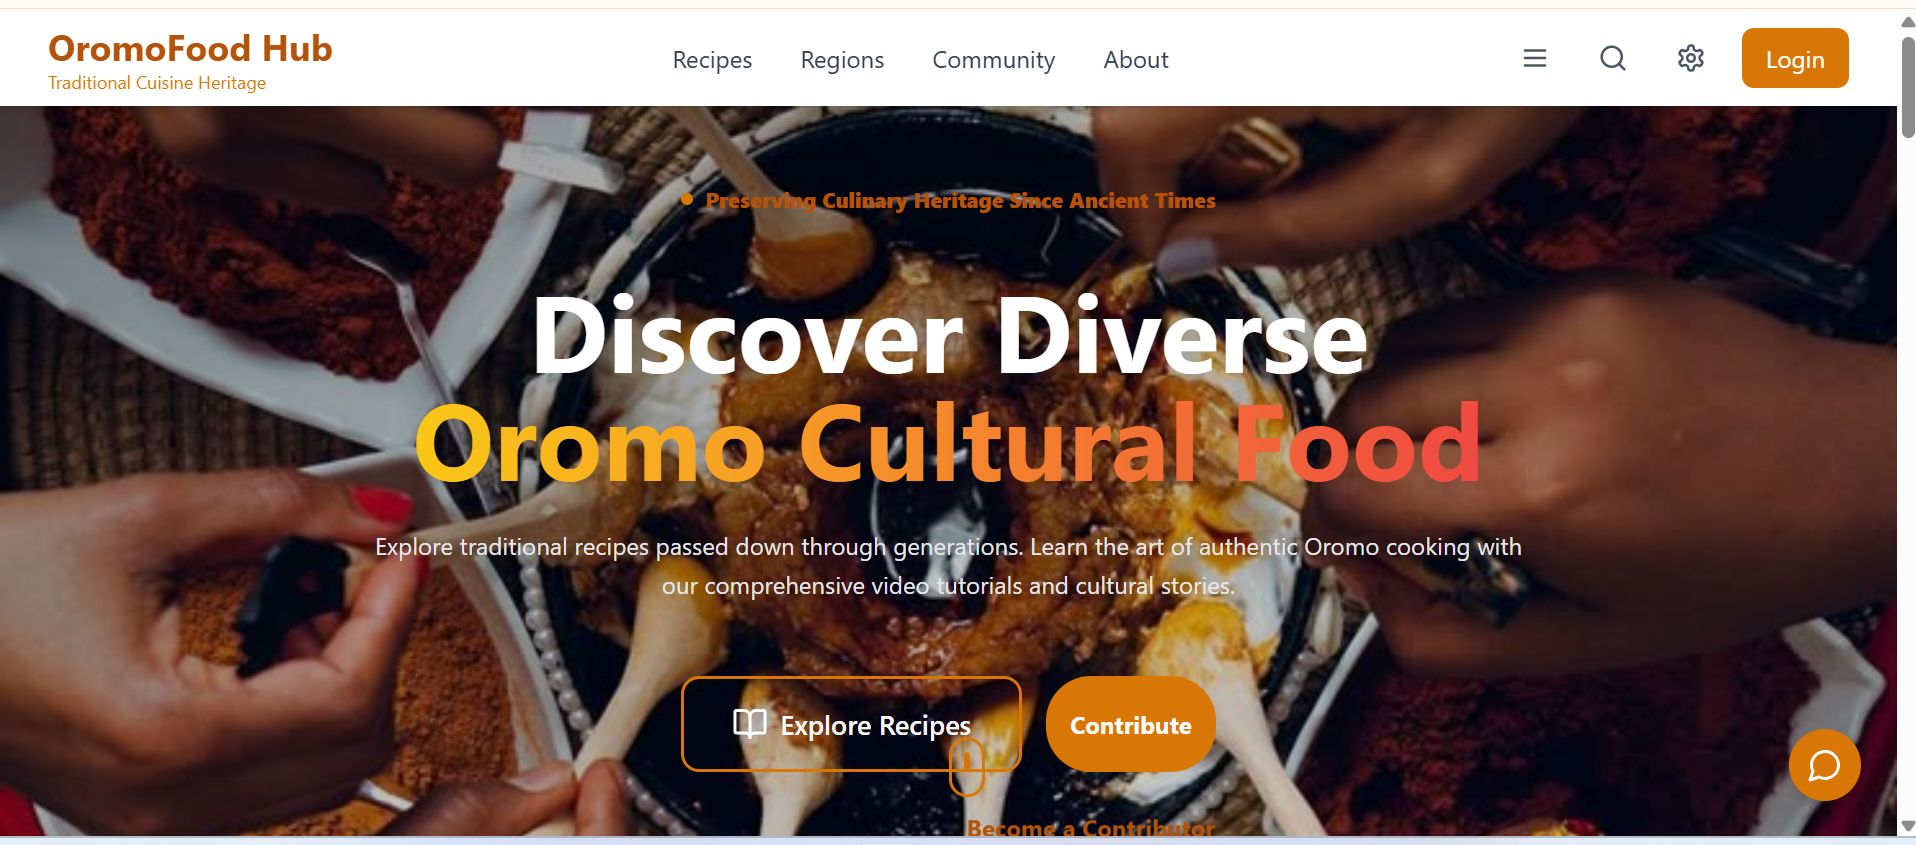 OromoFood Hub
Traditional Cuisine Heritage
Recipes
Regions
Community
About
Login
Preserving Culinary Heritage Since Ancient Times
Discover Diverse
Oromo Cultural Food
Explore traditional recipes passed down through generations. Learn the art of authentic Oromo cooking with
our comprehensive video tutorials and cultural stories.
Explore Recipes
Contribute
Become a Contributor